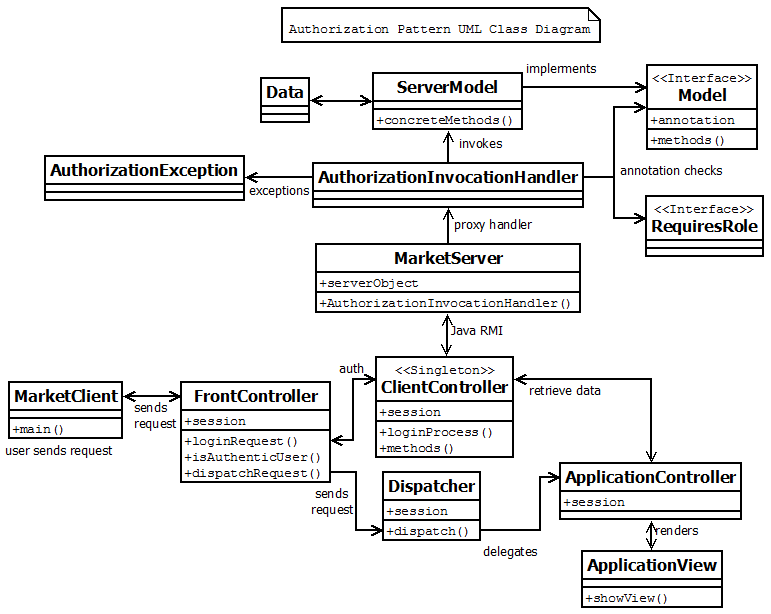 Authorization Pattern UML Class Diagram
implements
Data
ServerModel
+concreteMethods()
<<Interface>>
Model
+annotation
+methods()
invokes
AuthorizationException
exceptions
AuthorizationInvocationHandler
annotation checks
<<Interface>>
RequiresRole
proxy handler
MarketServer
+serverObject
+AuthorizationInvocationHandler()
Java RMI
MarketClient
+main()
user sends request
sends
request
FrontController
+session
+loginRequest()
+isAuthenticUser()
+dispatchRequest()
auth
<<Singleton>>
ClientController
+session
+loginProcess()
+methods()
retrieve data
sends
request
Dispatcher
+session
+dispatch()
delegates
ApplicationController
+session
renders
ApplicationView
+showView()